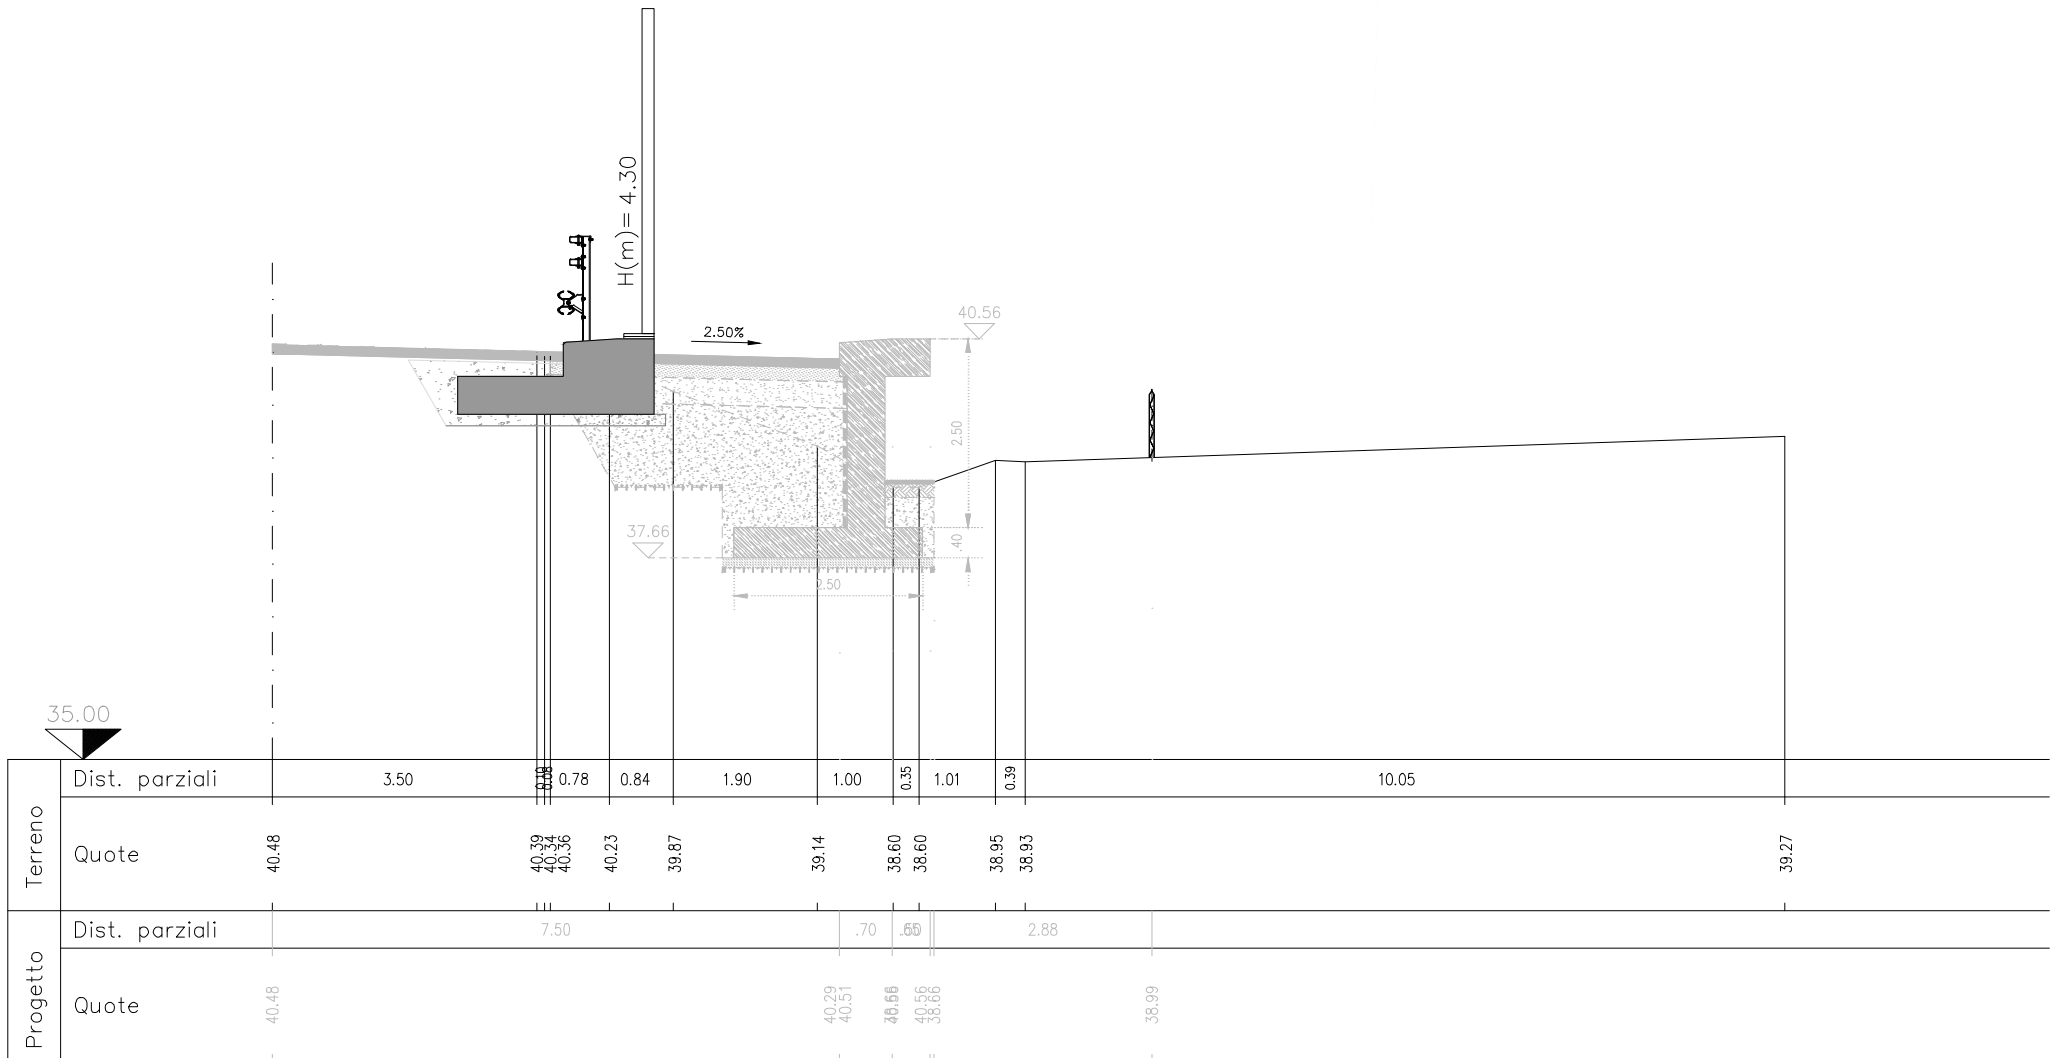 H(m)= 4.30
2.50%
40.56
2.50
.40
37.66
2.50
35.00
Terreno
Dist. parziali 3.50 0.10 0.08 0.78 0.84 1.90 1.00 0.35 1.01 0.39 10.05
Quote 40.48 40.39 40.34 40.36 40.23 39.87 39.14 38.60 38.60 38.95 38.93 39.27
Progetto
Dist. parziali 7.50 .70 2.88
Quote 40.48 40.29 40.51 40.56 38.66 38.99